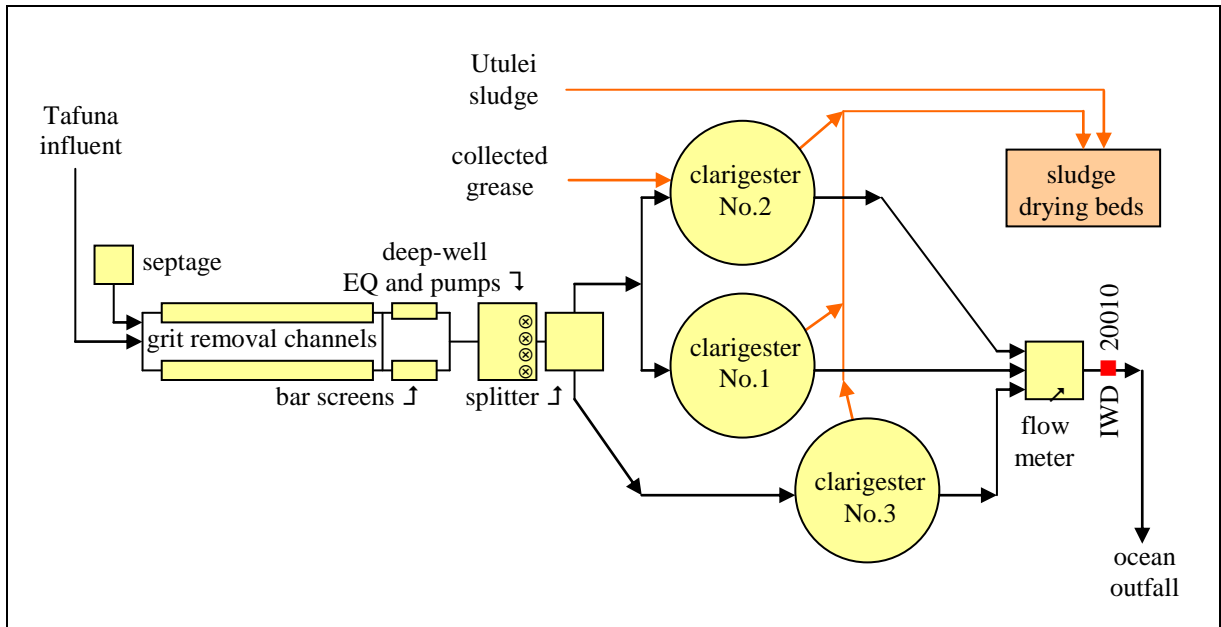 Utulei
sludge
Tafuna
influent
collected
grease
clarigester
No.2
sludge
drying beds
septage
deep-well
EQ and pumps
grit removal channels
bar screens
splitter
clarigester
No.1
clarigester
No.3
flow
meter
IWD 20010
ocean
outfall